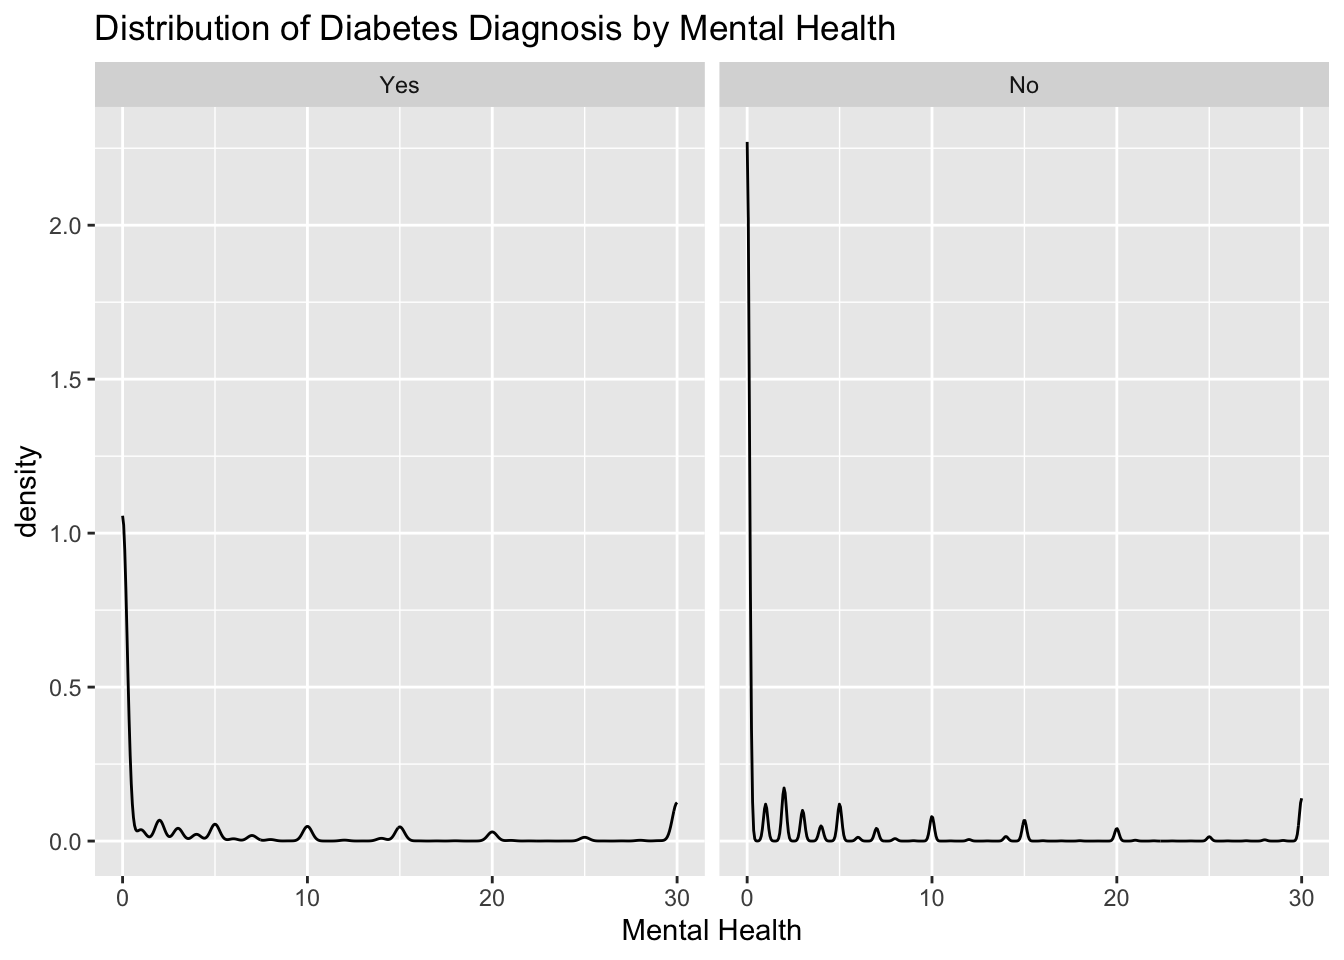 Distribution of Diabetes Diagnosis by Mental Health
Yes
No
density
2.0
1.5
1.0
0.5
0.0
0 10 20 30
0 10 20 30
Mental Health